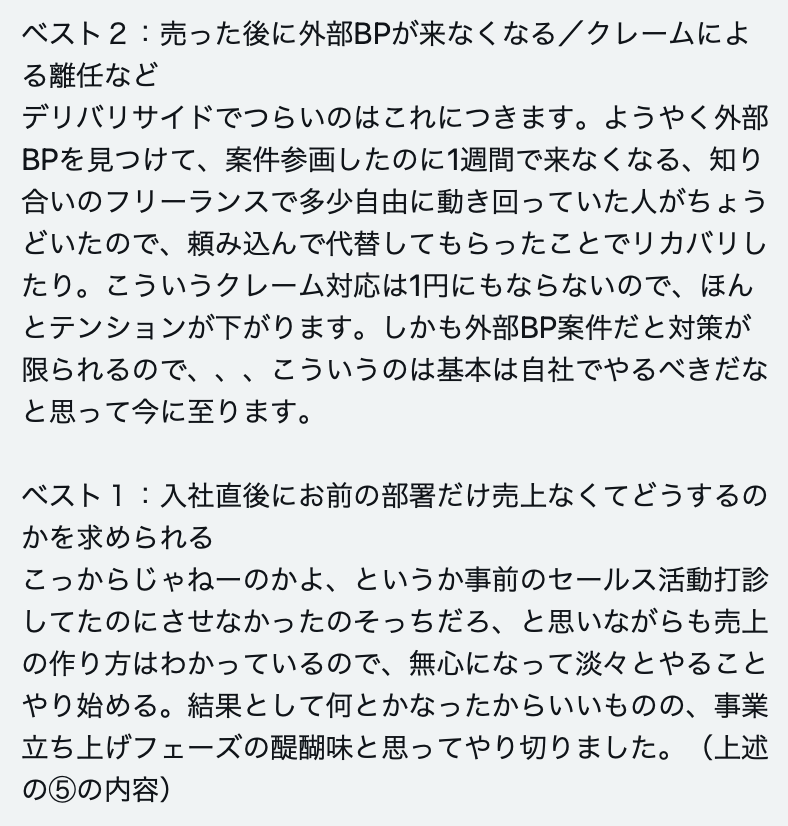 ベスト２：売った後に外部BPが来なくなる／クレームによ
る離任など
デリバリサイドでつらいのはこれにつきます。ようやく外部
BPを見つけて、案件参画したのに1週間で来なくなる、知り
合いのフリーランスで多少自由に動き回っていた人がちょう
どいたので、頼み込んで代替してもらったことでリカバリし
たり。こういうクレーム対応は1円にもならないので、ほん
とテンションが下がります。しかも外部BP案件だと対策が
限られるので、、、こういうのは基本は自社でやるべきだな
と思って今に至ります。
ベスト１：入社直後にお前の部署だけ売上なくてどうするの
かを求められる
こっからじゃねーのかよ、というか事前のセールス活動打診
してたのにさせなかったのそっちだろ、と思いながらも売上
の作り方はわかっているので、無心になって淡々とやること
やり始める。結果として何とかなったからいいものの、事業
立ち上げフェーズの醍醐味と思ってやり切りました。（上述
の⑤の内容）